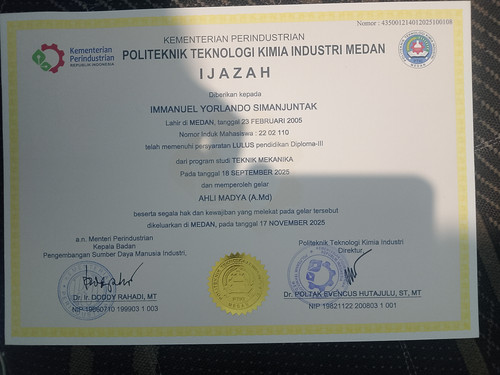 Nomor : 435001214012025100108
Kementerian
Perindustrian
REPUBLIK INDONESIA
KEMENTERIAN PERINDUSTRIAN
POLITEKNIK TEKNOLOGI KIMIA INDUSTRI MEDAN
IJAZAH
Diberikan kepada
IMMANUEL YORLANDO SIMANJUNTAK
Lahir di MEDAN, tanggal 23 FEBRUARI 2005
Nomor Induk Mahasiswa : 22 02 110
telah memenuhi persyaratan LULUS pendidikan Diploma-III
dari program studi TEKNIK MEKANIKA
Pada tanggal 18 SEPTEMBER 2025
dan memperoleh gelar
AHLI MADYA (A.Md)
beserta segala hak dan kewajiban yang melekat pada gelar tersebut
dikeluarkan di MEDAN, pada tanggal 17 NOVEMBER 2025
a.n. Menteri Perindustrian
Kepala Badan
Pengembangan Sumber Daya Manusia Industri,
Dr. Ir. DODDY RAHADI, MT
NIP 19660710 199903 1 003
Politeknik Teknologi Kimia Industri
Direktur,
Dr. POLTAK EVENCUS HUTAJULU, ST, MT
NIP 19821122 200803 1 001